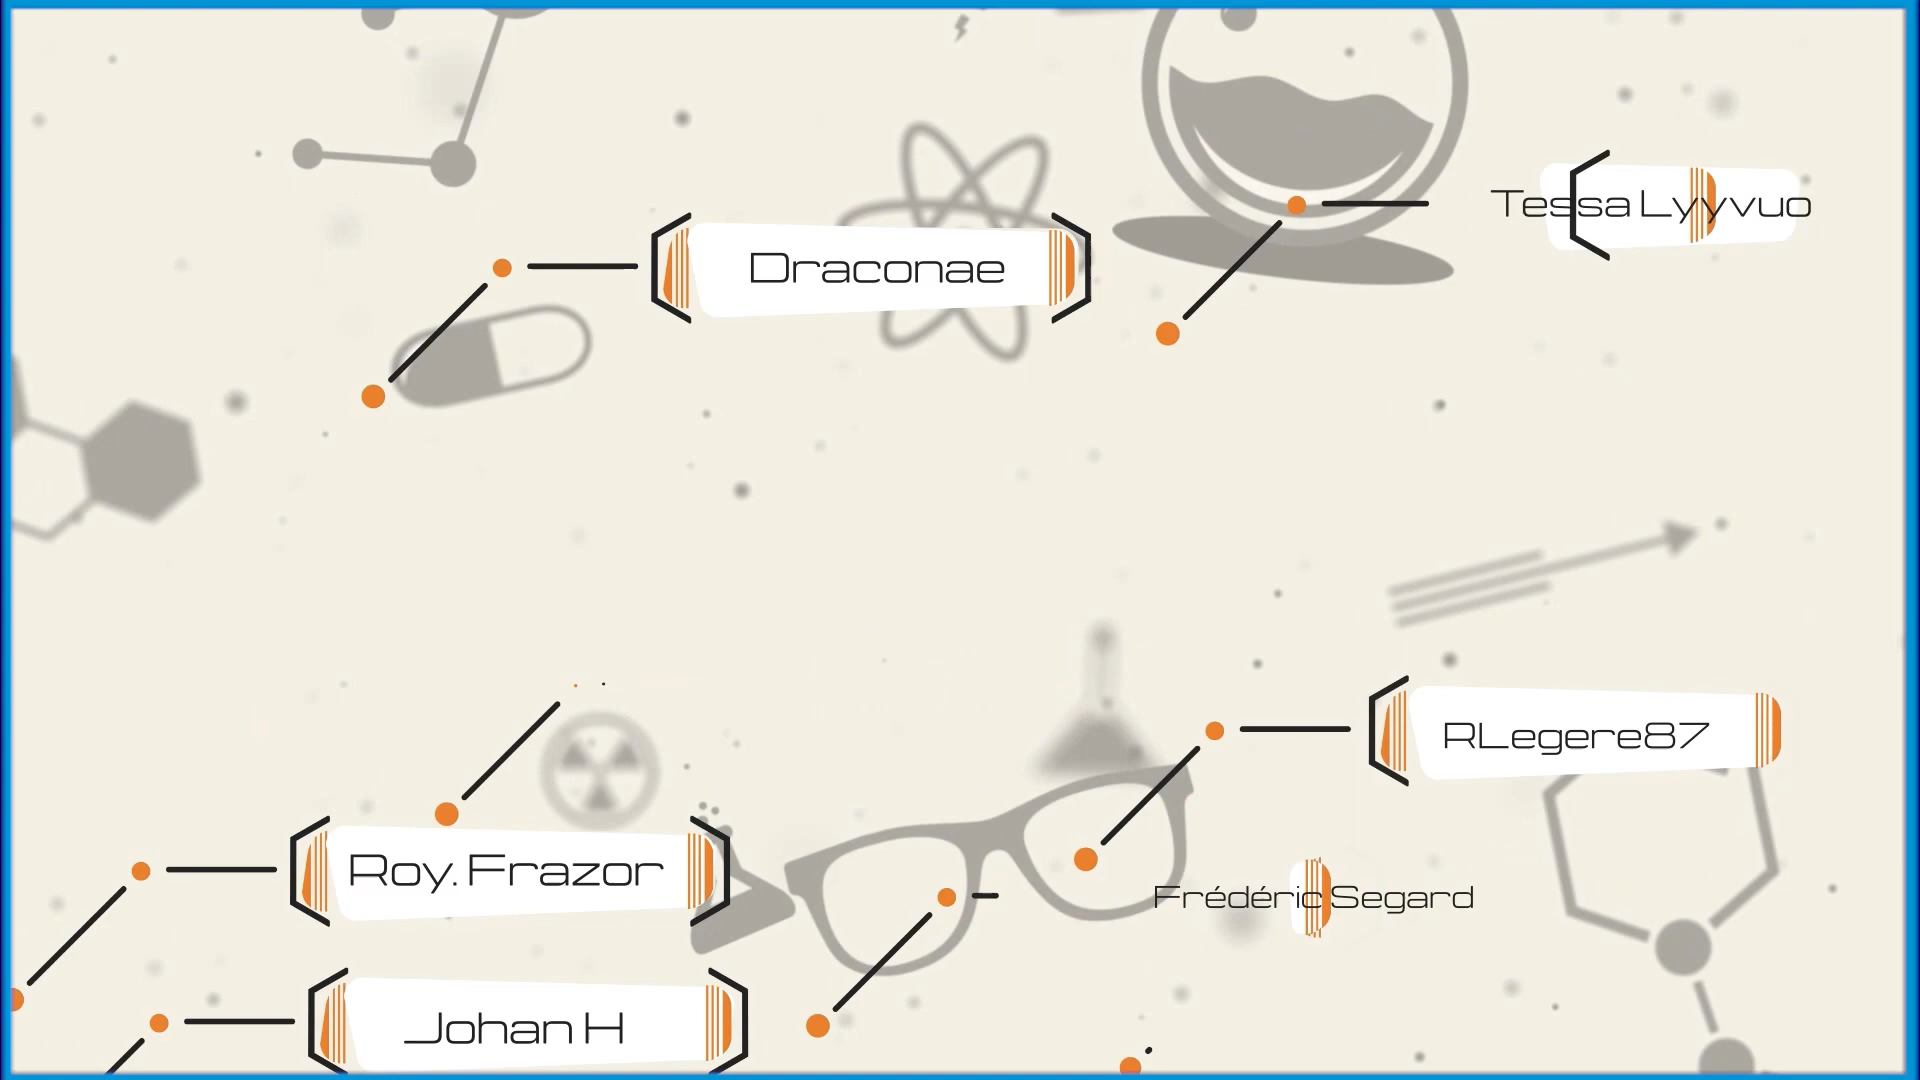 Tessa Lyyvuo
Draconae
RLegere87
Roy. Frazor
Frédéric Segard
Johan H